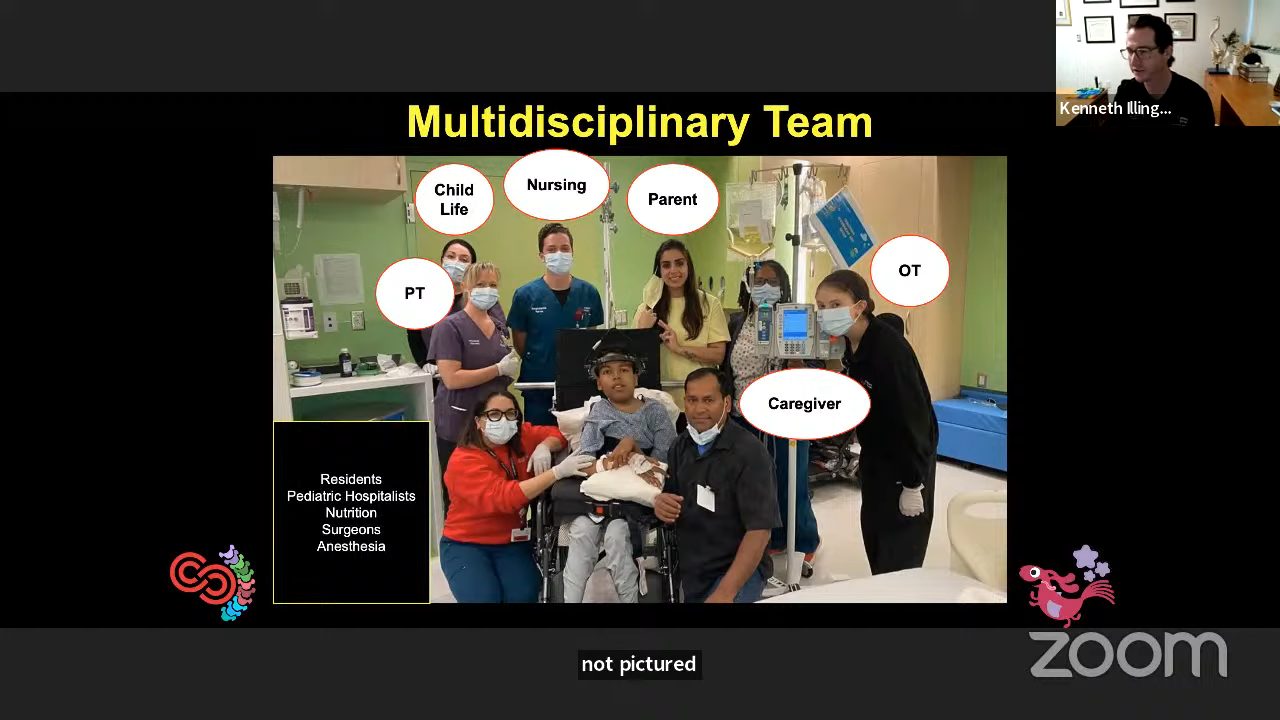 Kenneth Illing...
Multidisciplinary Team
Child
Life
Nursing
Parent
PT
OT
Caregiver
Residents
Pediatric Hospitalists
Nutrition
Surgeons
Anesthesia
zoom
not pictured